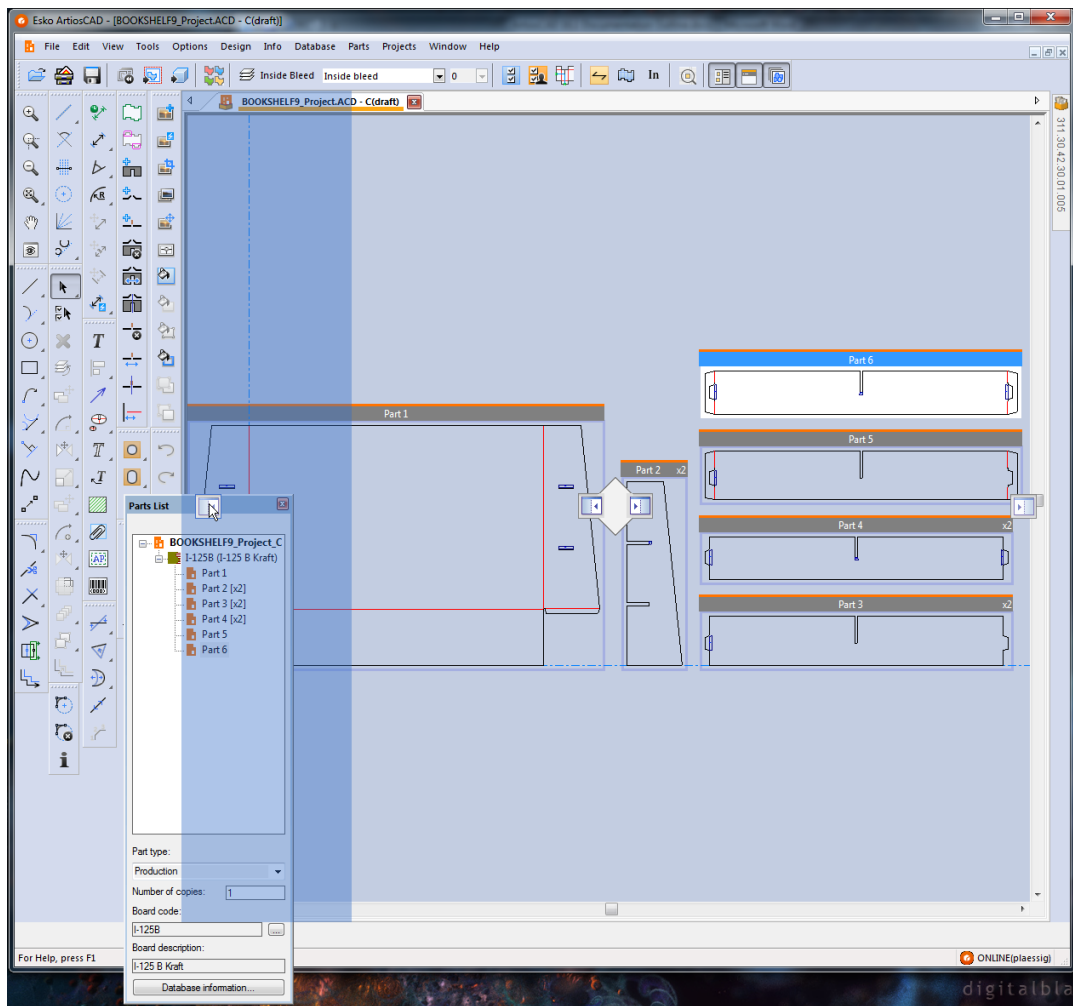 Esko ArtiosCAD - [BOOKSHELF9_Project.ACD - C(draft)]
File Edit View Tools Options Design Info Database Parts Projects Window Help
Inside Bleed Inside bleed 0 In
BOOKSHELF9_Project.ACD - C(draft)
311.30.42.30.01.005
R
T
T
T
AP
Part 6
Part 1
Part 5
Part 2 x2
Part 4 x2
Part 3 x2
Parts List
BOOKSHELF9_Project_C
I-125B (I-125 B Kraft)
Part 1
Part 2 [x2]
Part 3 [x2]
Part 4 [x2]
Part 5
Part 6
Part type:
Production
Number of copies: 1
Board code:
I-125B ...
Board description:
I-125 B Kraft
Database information...
For Help, press F1
ONLINE(plaessig)
digitalbla